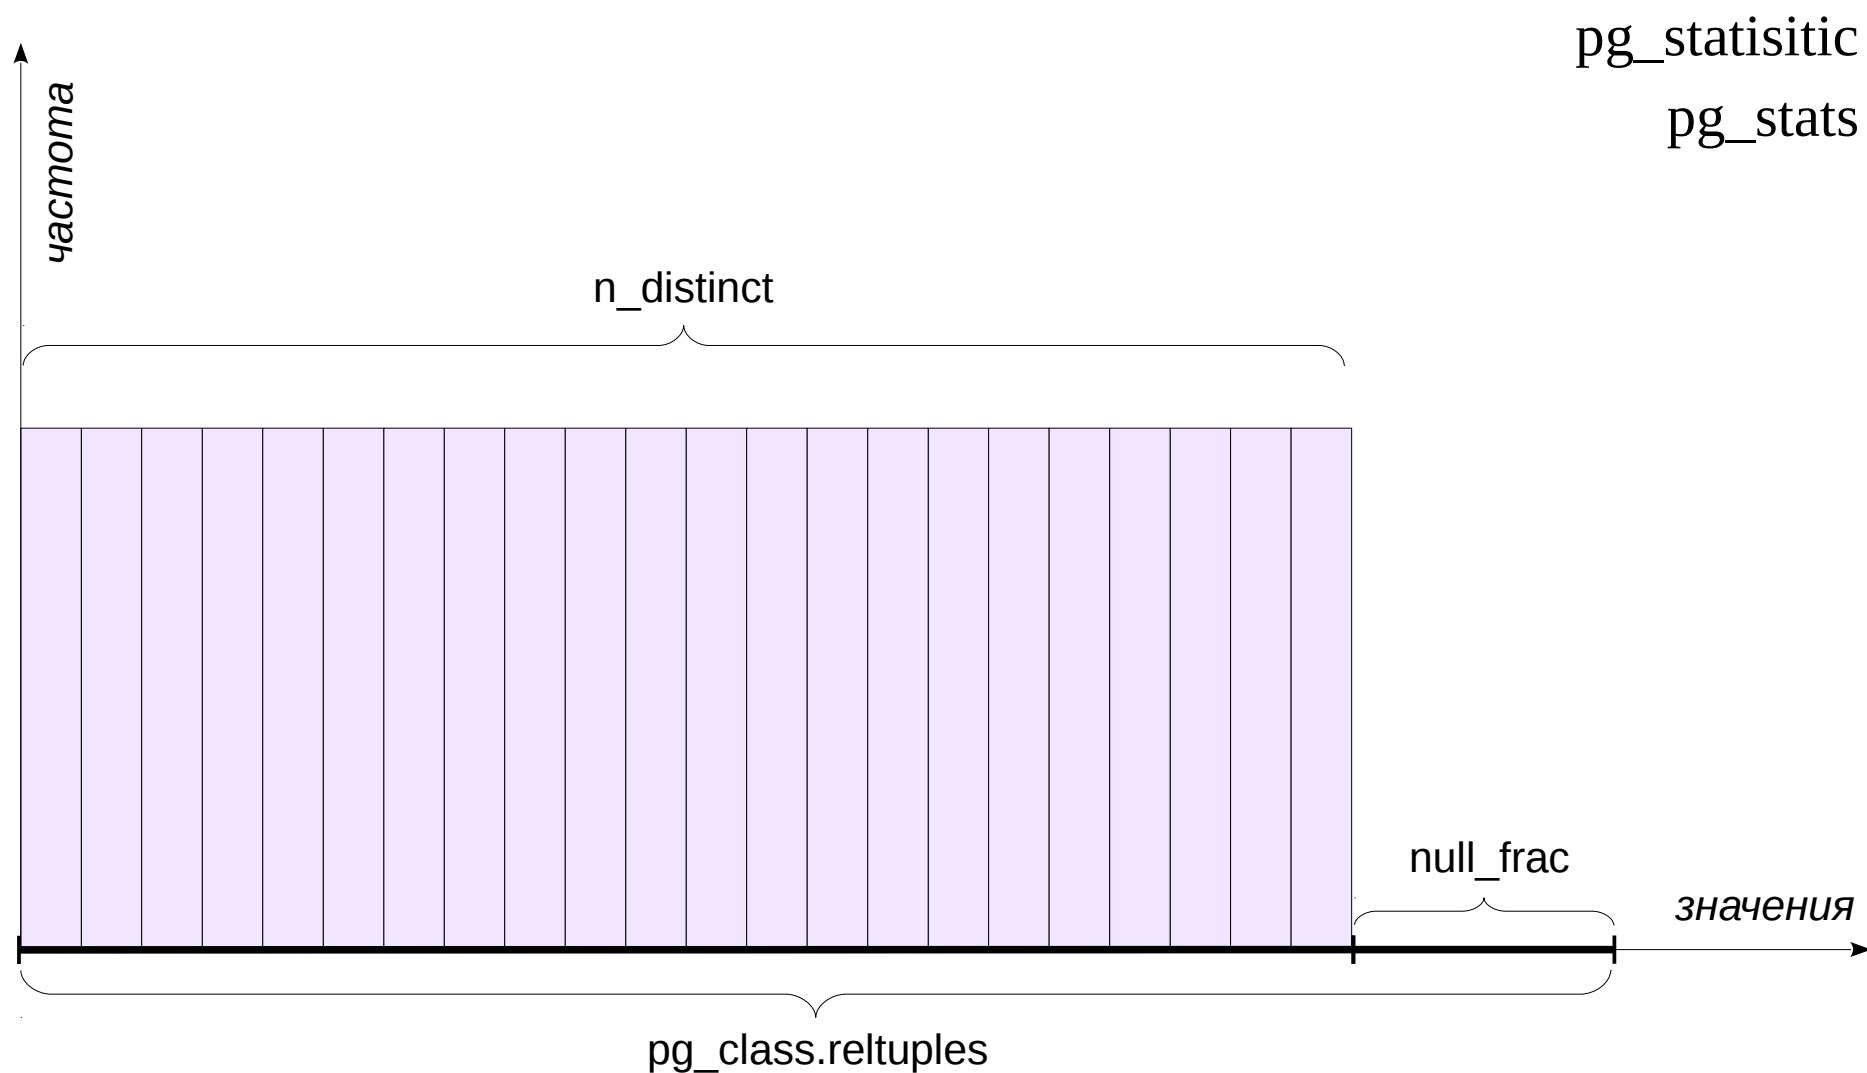 pg_statisitic
pg_stats
частота
n_distinct
null_frac
значения
pg_class.reltuples